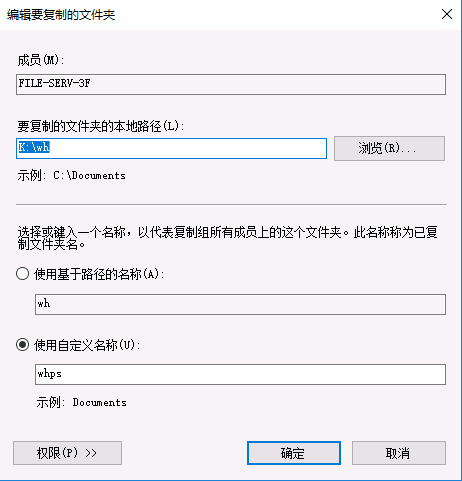 编辑要复制的文件夹
成员(M):
FILE-SERV-3F
要复制的文件夹的本地路径(L):
K:\wh
浏览(R)...
示例: C:\Documents
选择或键入一个名称，以代表复制组所有成员上的这个文件夹。此名称称为已复
制文件夹名。
使用基于路径的名称(A):
wh
使用自定义名称(U):
whps
示例: Documents
权限(P) >>
确定
取消